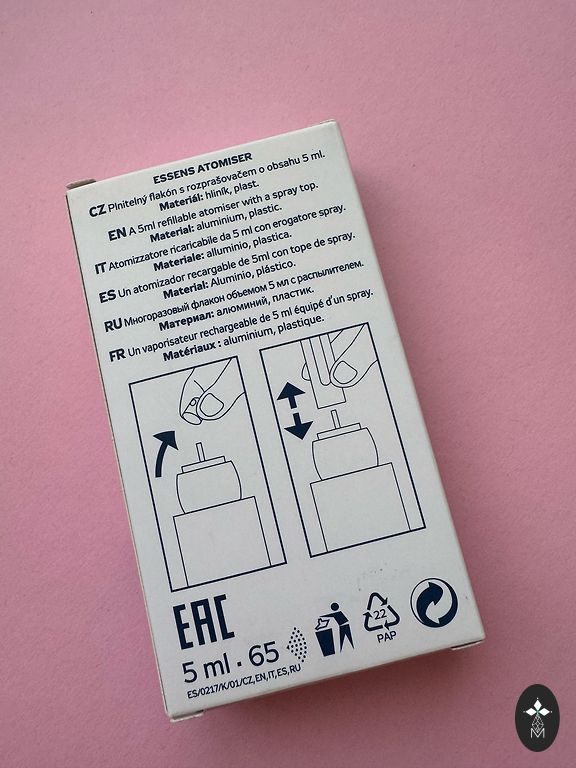 ESSENS ATOMISER
CZ Plnitelný flakón s rozprašovačem o obsahu 5 ml.
Materiál: hliník, plast.
EN A 5ml refillable atomiser with a spray top.
Material: aluminium, plastic.
IT Atomizzatore ricaricabile da 5 ml con erogatore spray.
Materiale: alluminio, plastica.
ES Un atomizador recargable de 5ml con tope de spray.
Material: Aluminio, plástico.
RU Многоразовый флакон объемом 5 мл с распылителем.
Материал: алюминий, пластик.
FR Un vaporisateur rechargeable de 5 ml équipé d'un spray.
Matériaux : aluminium, plastique.
EAC
22
PAP
5 ml · 65
ES/0217/K/01/CZ,EN,IT,ES,RU
M